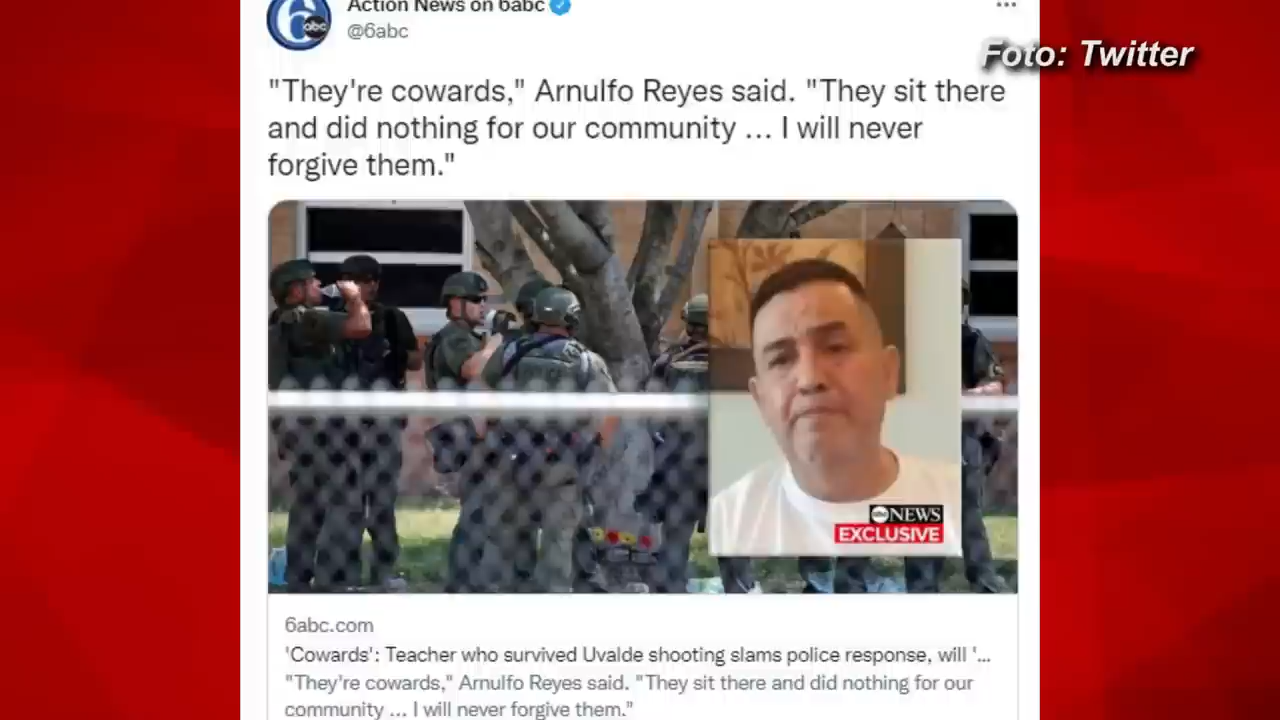 Action News on 6abc
@6abc
Foto: Twitter
"They're cowards," Arnulfo Reyes said. "They sit there
and did nothing for our community ... I will never
forgive them."
abc NEWS
EXCLUSIVE
6abc.com
'Cowards': Teacher who survived Uvalde shooting slams police response, will '...
"They're cowards," Arnulfo Reyes said. "They sit there and did nothing for our
community ... I will never forgive them."